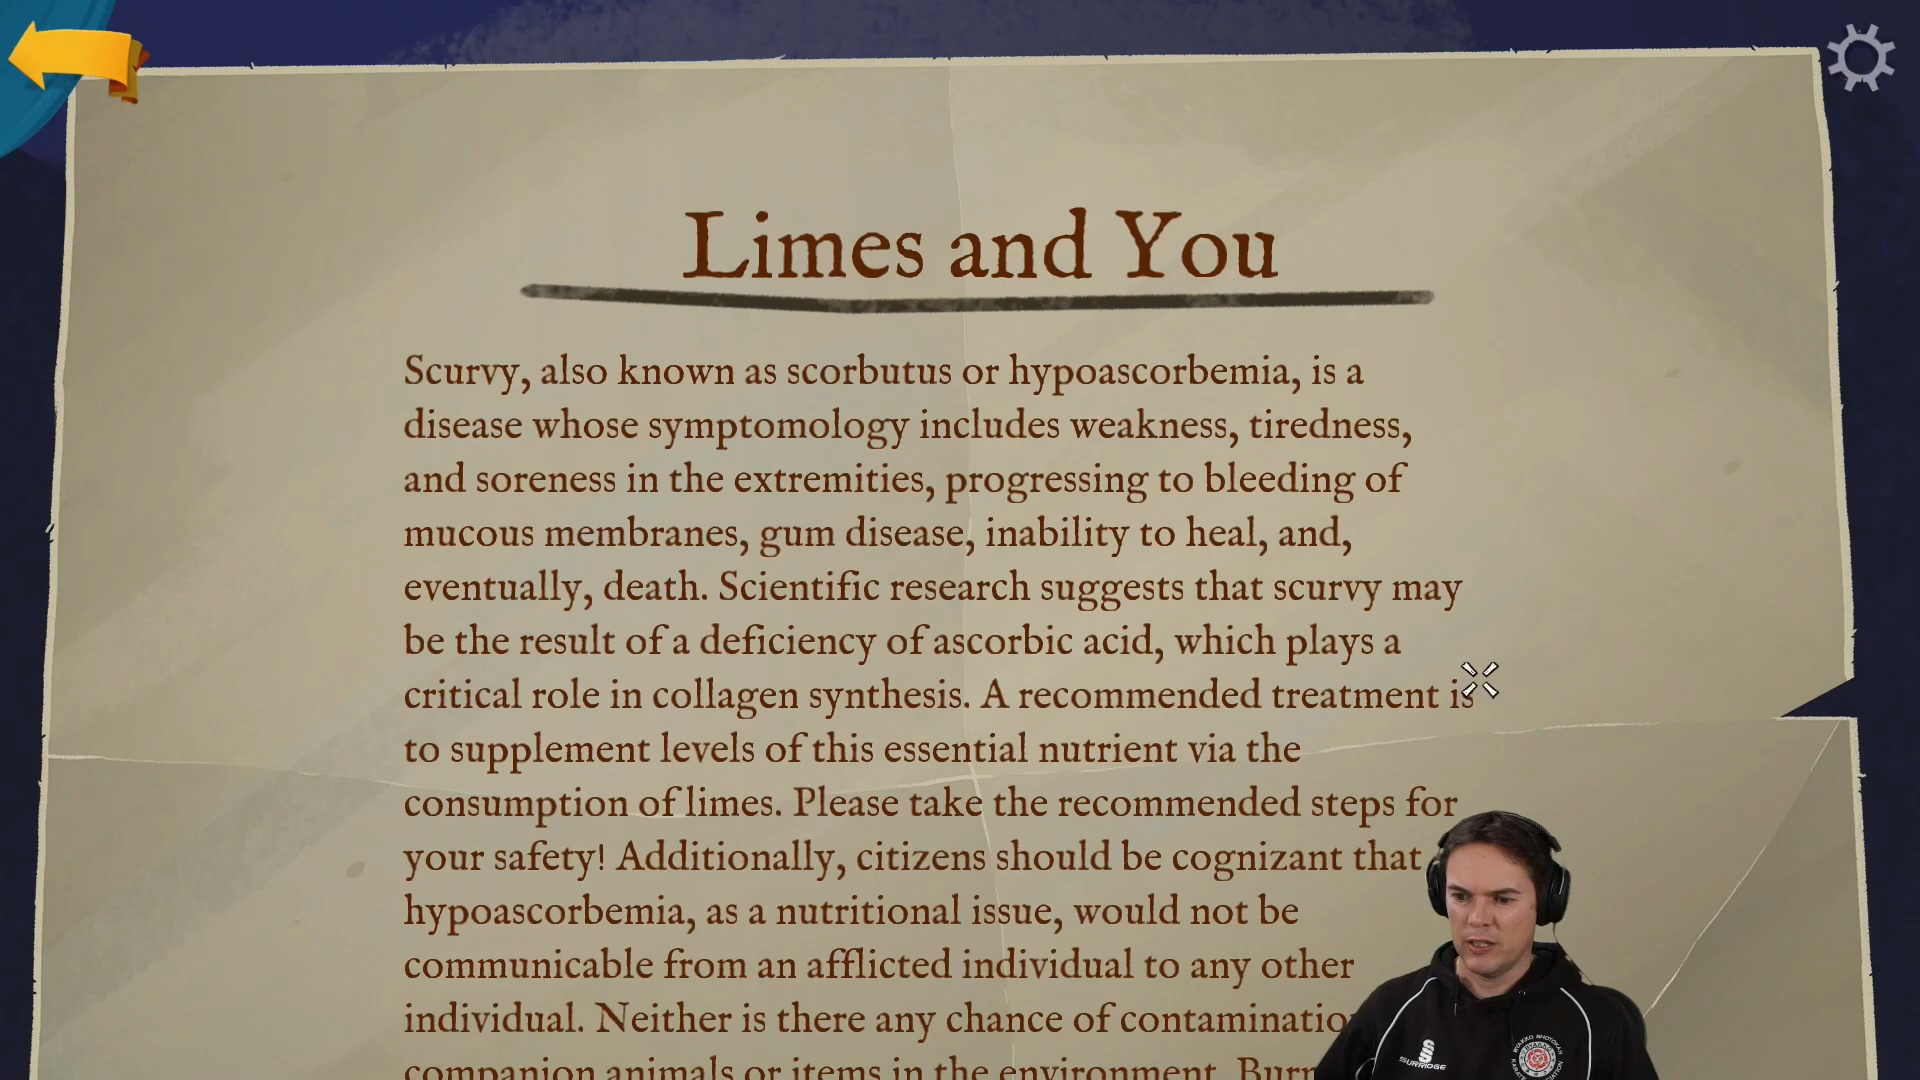 Limes and You
Scurvy, also known as scorbutus or hypoascorbemia, is a
disease whose symptomology includes weakness, tiredness,
and soreness in the extremities, progressing to bleeding of
mucous membranes, gum disease, inability to heal, and,
eventually, death. Scientific research suggests that scurvy may
be the result of a deficiency of ascorbic acid, which plays a
critical role in collagen synthesis. A recommended treatment is
to supplement levels of this essential nutrient via the
consumption of limes. Please take the recommended steps for
your safety! Additionally, citizens should be cognizant that
hypoascorbemia, as a nutritional issue, would not be
communicable from an afflicted individual to any other
individual. Neither is there any chance of contaminatio
companion animals or items in the environment. Burn
SURRIDGE